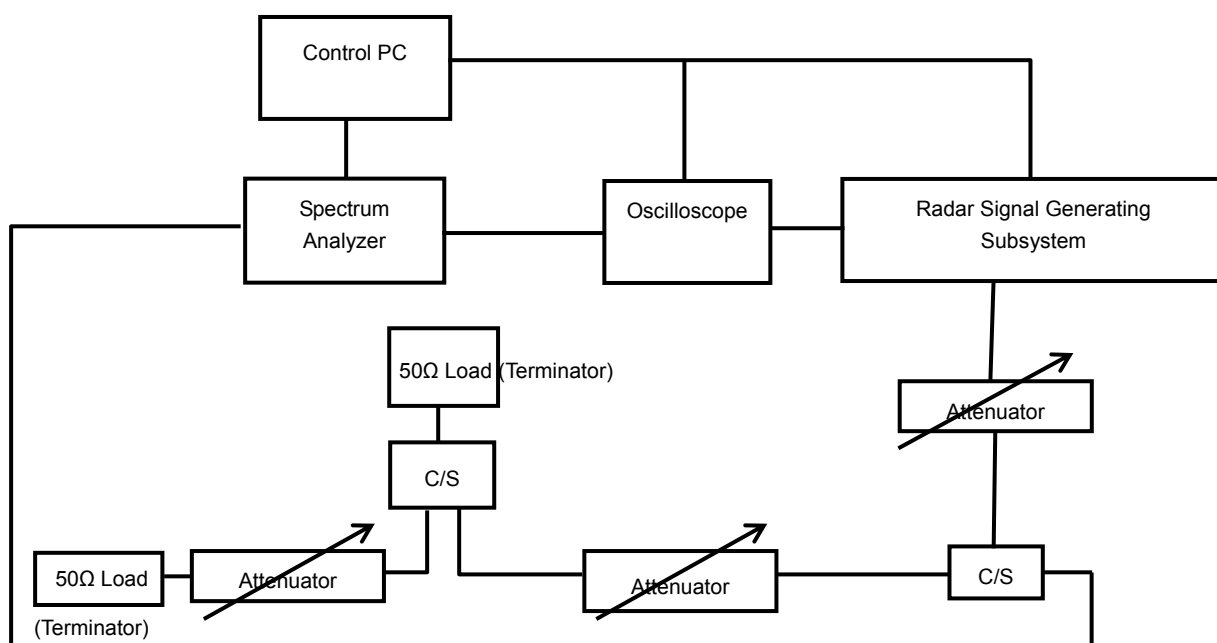 Control PC
Spectrum
Analyzer
Oscilloscope
Radar Signal Generating
Subsystem
50Ω Load (Terminator)
Attenuator
C/S
50Ω Load
(Terminator)
Attenuator
Attenuator
C/S